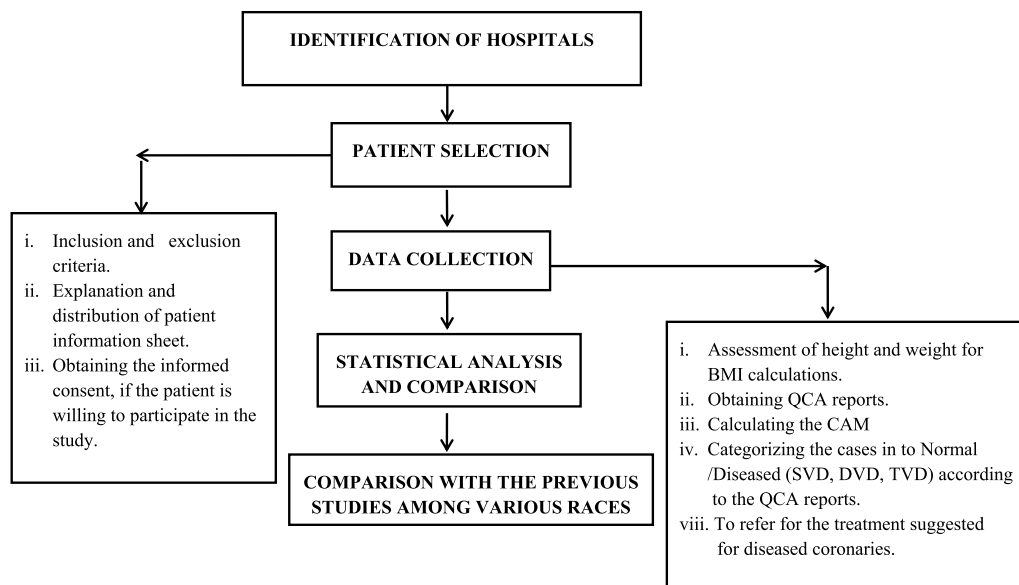 IDENTIFICATION OF HOSPITALS
PATIENT SELECTION
i. Inclusion and exclusion
criteria.
ii. Explanation and
distribution of patient
information sheet.
iii. Obtaining the informed
consent, if the patient is
willing to participate in the
study.
DATA COLLECTION
i. Assessment of height and weight for
BMI calculations.
ii. Obtaining QCA reports.
iii. Calculating the CAM
iv. Categorizing the cases in to Normal
/Diseased (SVD, DVD, TVD) according
to the QCA reports.
viii. To refer for the treatment suggested
for diseased coronaries.
STATISTICAL ANALYSIS
AND COMPARISON
COMPARISON WITH THE PREVIOUS
STUDIES AMONG VARIOUS RACES